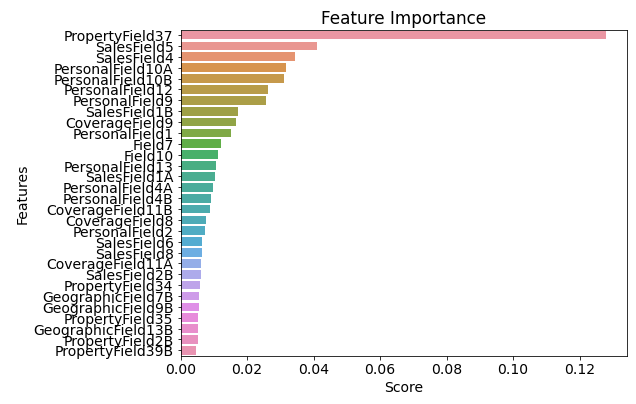 Feature Importance
PropertyField37
SalesField5
SalesField4
PersonalField10A
PersonalField10B
PersonalField12
PersonalField9
SalesField1B
CoverageField9
PersonalField1
Field7
Field10
PersonalField13
SalesField1A
PersonalField4A
PersonalField4B
CoverageField11B
CoverageField8
PersonalField2
SalesField6
SalesField8
CoverageField11A
SalesField2B
PropertyField34
GeographicField7B
GeographicField9B
PropertyField35
GeographicField13B
PropertyField2B
PropertyField39B
Features
0.00 0.02 0.04 0.06 0.08 0.10 0.12
Score